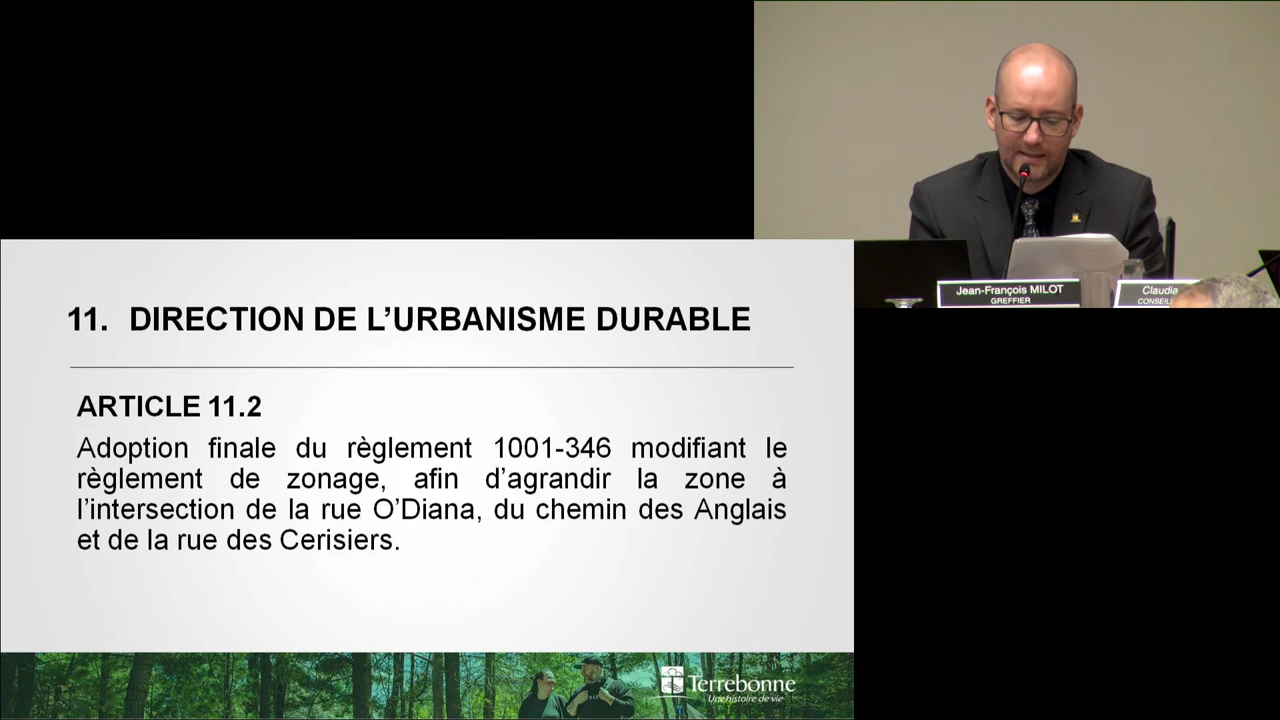 Jean-François MILOT
GREFFIER
Claudia
CONSEIL
11. DIRECTION DE L'URBANISME DURABLE
ARTICLE 11.2
Adoption finale du règlement 1001-346 modifiant le
règlement de zonage, afin d'agrandir la zone à
l'intersection de la rue O'Diana, du chemin des Anglais
et de la rue des Cerisiers.
Terrebonne
Une histoire de vie